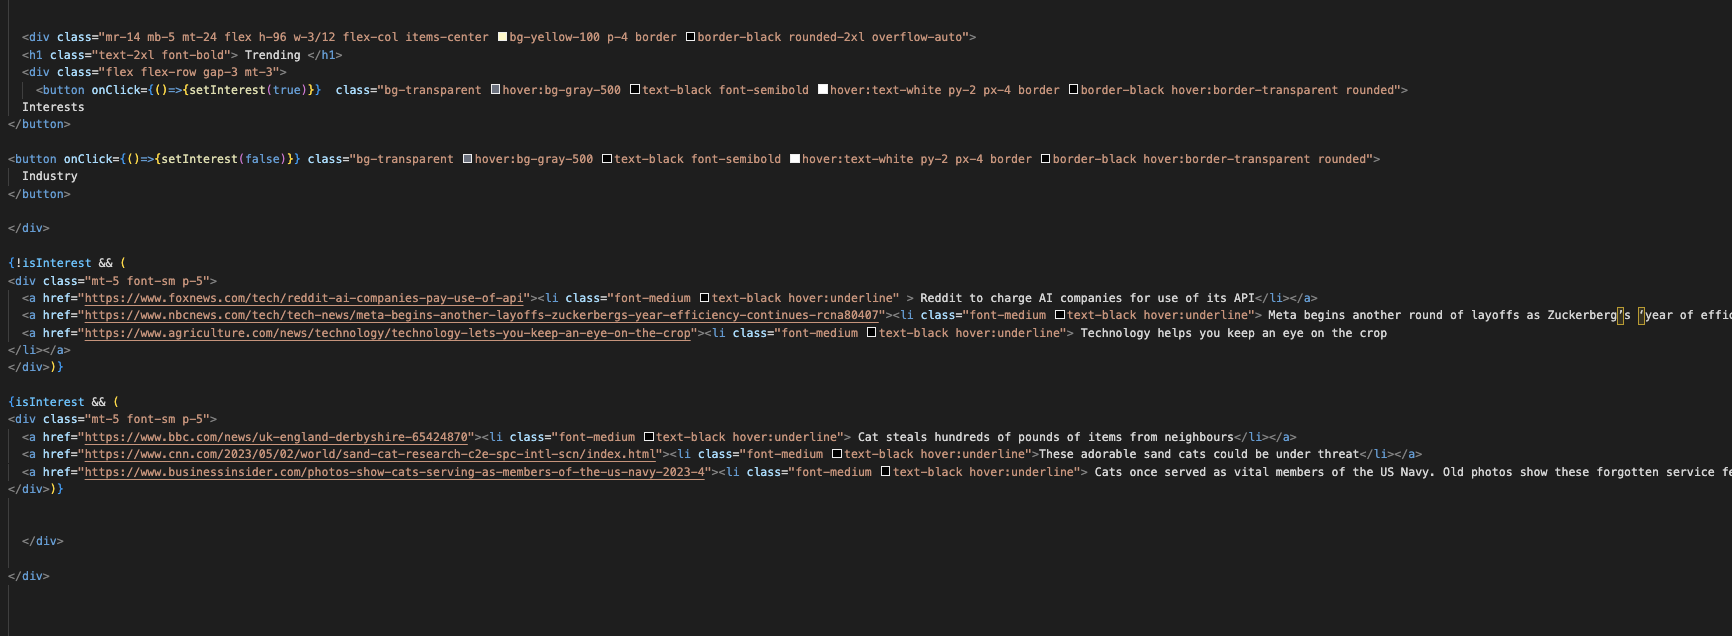 <div class="mr-14 mb-5 mt-24 flex h-96 w-3/12 flex-col items-center bg-yellow-100 p-4 border border-black rounded-2xl overflow-auto">
<h1 class="text-2xl font-bold"> Trending </h1>
<div class="flex flex-row gap-3 mt-3">
<button onClick={()=>{setInterest(true)}}  class="bg-transparent hover:bg-gray-500 text-black font-semibold hover:text-white py-2 px-4 border border-black hover:border-transparent rounded">
Interests
</button>
<button onClick={()=>{setInterest(false)}} class="bg-transparent hover:bg-gray-500 text-black font-semibold hover:text-white py-2 px-4 border border-black hover:border-transparent rounded">
Industry
</button>
</div>
{!isInterest && (
<div class="mt-5 font-sm p-5">
<a href="https://www.foxnews.com/tech/reddit-ai-companies-pay-use-of-api"><li class="font-medium text-black hover:underline" > Reddit to charge AI companies for use of its API</li></a>
<a href="https://www.nbcnews.com/tech/tech-news/meta-begins-another-layoffs-zuckerbergs-year-efficiency-continues-rcna80407"><li class="font-medium text-black hover:underline"> Meta begins another round of layoffs as Zuckerberg’s ‘year of effic
<a href="https://www.agriculture.com/news/technology/technology-lets-you-keep-an-eye-on-the-crop"><li class="font-medium text-black hover:underline"> Technology helps you keep an eye on the crop
</li></a>
</div>)}
{isInterest && (
<div class="mt-5 font-sm p-5">
<a href="https://www.bbc.com/news/uk-england-derbyshire-65424870"><li class="font-medium text-black hover:underline"> Cat steals hundreds of pounds of items from neighbours</li></a>
<a href="https://www.cnn.com/2023/05/02/world/sand-cat-research-c2e-spc-intl-scn/index.html"><li class="font-medium text-black hover:underline">These adorable sand cats could be under threat</li></a>
<a href="https://www.businessinsider.com/photos-show-cats-serving-as-members-of-the-us-navy-2023-4"><li class="font-medium text-black hover:underline"> Cats once served as vital members of the US Navy. Old photos show these forgotten service fe
</div>)}
</div>
</div>